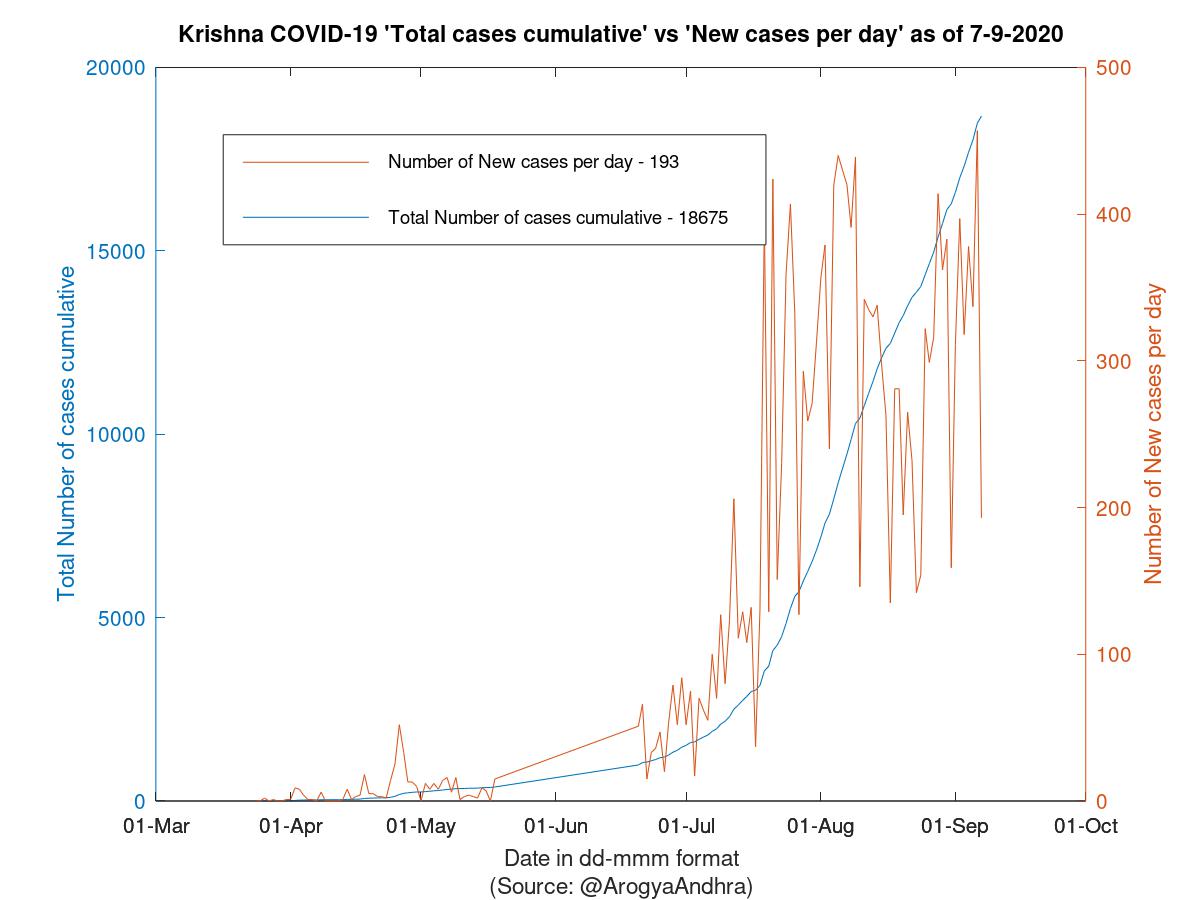 Krishna COVID-19 'Total cases cumulative' vs 'New cases per day' as of 7-9-2020
20000
15000
10000
5000
0
Total Number of cases cumulative
Number of New cases per day - 193
Total Number of cases cumulative - 18675
500
400
300
200
100
0
Number of New cases per day
01-Mar 01-Apr 01-May 01-Jun 01-Jul 01-Aug 01-Sep 01-Oct
Date in dd-mmm format
(Source: @ArogyaAndhra)